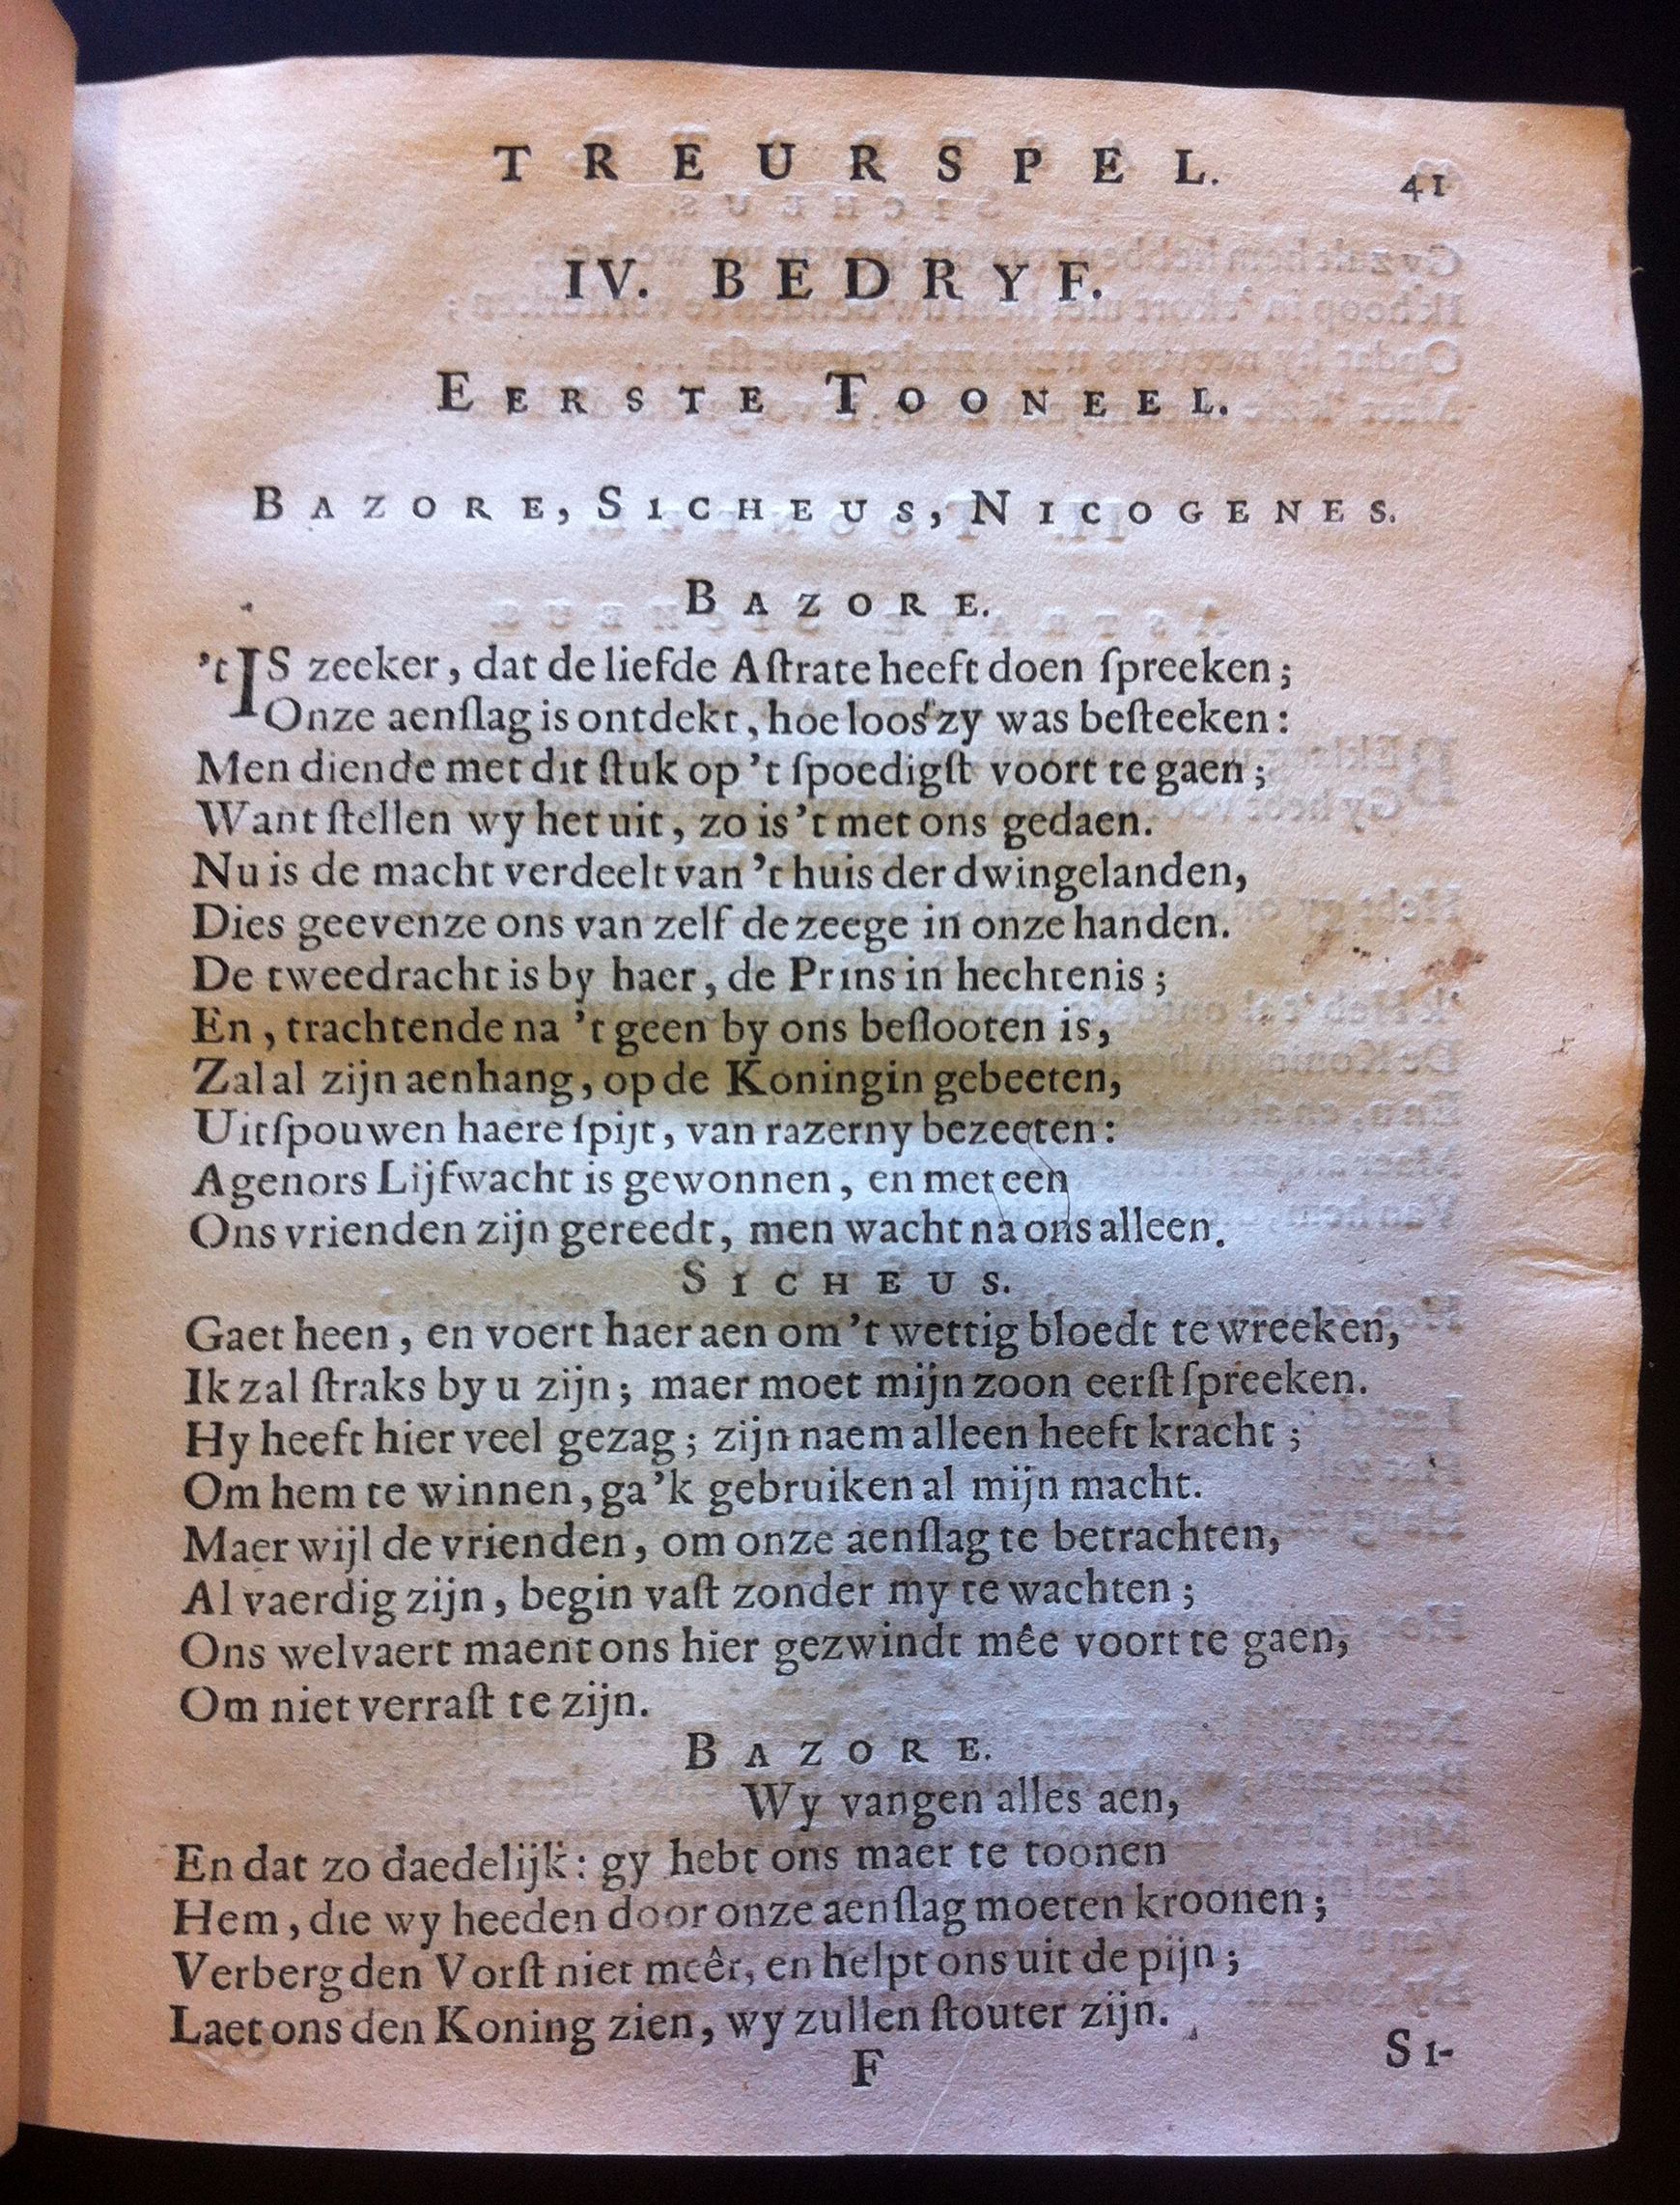 TREURSPEL. 41
IV. BEDRYF.
EERSTE TOONEEL.
BAZORE, SICHEUS, NICOGENES.
BAZORE.
'tIS zeeker, dat de liefde Aſtrate heeft doen ſpreeken;
Onze aenſlag is ontdekt, hoe loos zy was beſteeken:
Men diende met dit ſtuk op 't ſpoedigſt voort te gaen;
Want ſtellen wy het uit, zo is 't met ons gedaen.
Nu is de macht verdeelt van 't huis der dwingelanden,
Dies geevenze ons van zelf de zeege in onze handen.
De tweedracht is by haer, de Prins in hechtenis;
En, trachtende na 't geen by ons beſlooten is,
Zal al zijn aenhang, op de Koningin gebeeten,
Uitſpouwen haere ſpijt, van razerny bezeeten:
Agenors Lijfwacht is gewonnen, en met een
Ons vrienden zijn gereedt, men wacht na ons alleen.
SICHEUS.
Gaet heen, en voert haer aen om 't wettig bloedt te wreeken,
Ik zal ſtraks by u zijn; maer moet mijn zoon eerſt ſpreeken.
Hy heeft hier veel gezag; zijn naem alleen heeft kracht;
Om hem te winnen, ga'k gebruiken al mijn macht.
Maer wijl de vrienden, om onze aenſlag te betrachten,
Al vaerdig zijn, begin vaſt zonder my te wachten;
Ons welvaert maent ons hier gezwindt mêe voort te gaen,
Om niet verraſt te zijn.
BAZORE.
Wy vangen alles aen,
En dat zo daedelijk: gy hebt ons maer te toonen
Hem, die wy heeden door onze aenſlag moeten kroonen;
Verberg den Vorſt niet meêr, en helpt ons uit de pijn;
Laet ons den Koning zien, wy zullen ſtouter zijn.
F SI-